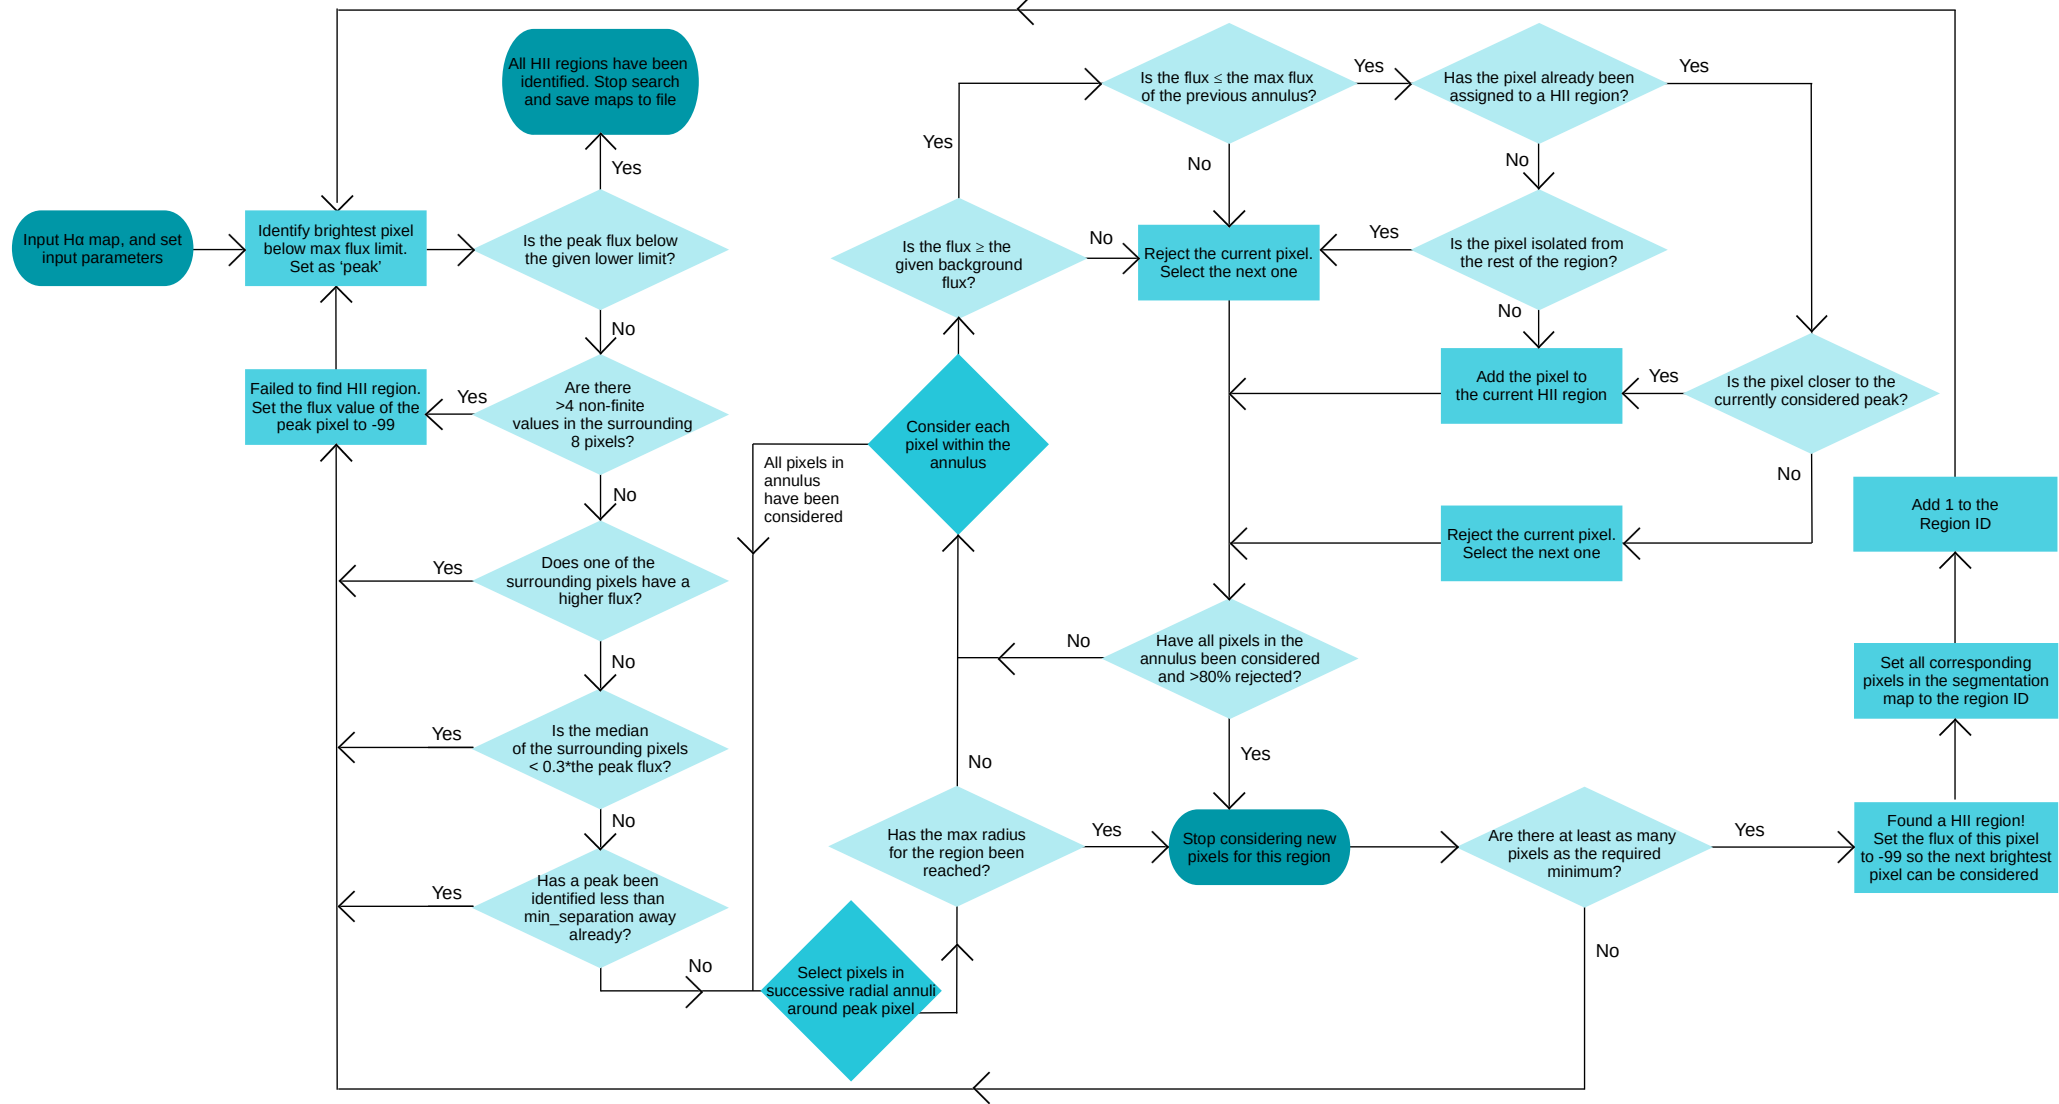 Input Hα map, and set
input parameters
Identify brightest pixel
below max flux limit.
Set as ‘peak’
Is the peak flux below
the given lower limit?
Yes
All HII regions have been
identified. Stop search
and save maps to file
No
Are there
>4 non-finite
values in the surrounding
8 pixels?
Yes
Failed to find HII region.
Set the flux value of the
peak pixel to -99
No
Does one of the
surrounding pixels have a
higher flux?
Yes
No
Is the median
of the surrounding pixels
< 0.3*the peak flux?
Yes
No
Has a peak been
identified less than
min_separation away
already?
Yes
No
Select pixels in
successive radial annuli
around peak pixel
Has the max radius
for the region been
reached?
Yes
No
Consider each
pixel within the
annulus
All pixels in
annulus
have been
considered
Is the flux ≥ the
given background
flux?
No
Yes
Is the flux ≤ the max flux
of the previous annulus?
Yes
No
Reject the current pixel.
Select the next one
Has the pixel already been
assigned to a HII region?
Yes
No
Is the pixel isolated from
the rest of the region?
Yes
No
Add the pixel to
the current HII region
Is the pixel closer to the
currently considered peak?
Yes
No
Reject the current pixel.
Select the next one
Have all pixels in the
annulus been considered
and >80% rejected?
No
Yes
Stop considering new
pixels for this region
Are there at least as many
pixels as the required
minimum?
Yes
No
Found a HII region!
Set the flux of this pixel
to -99 so the next brightest
pixel can be considered
Set all corresponding
pixels in the segmentation
map to the region ID
Add 1 to the
Region ID